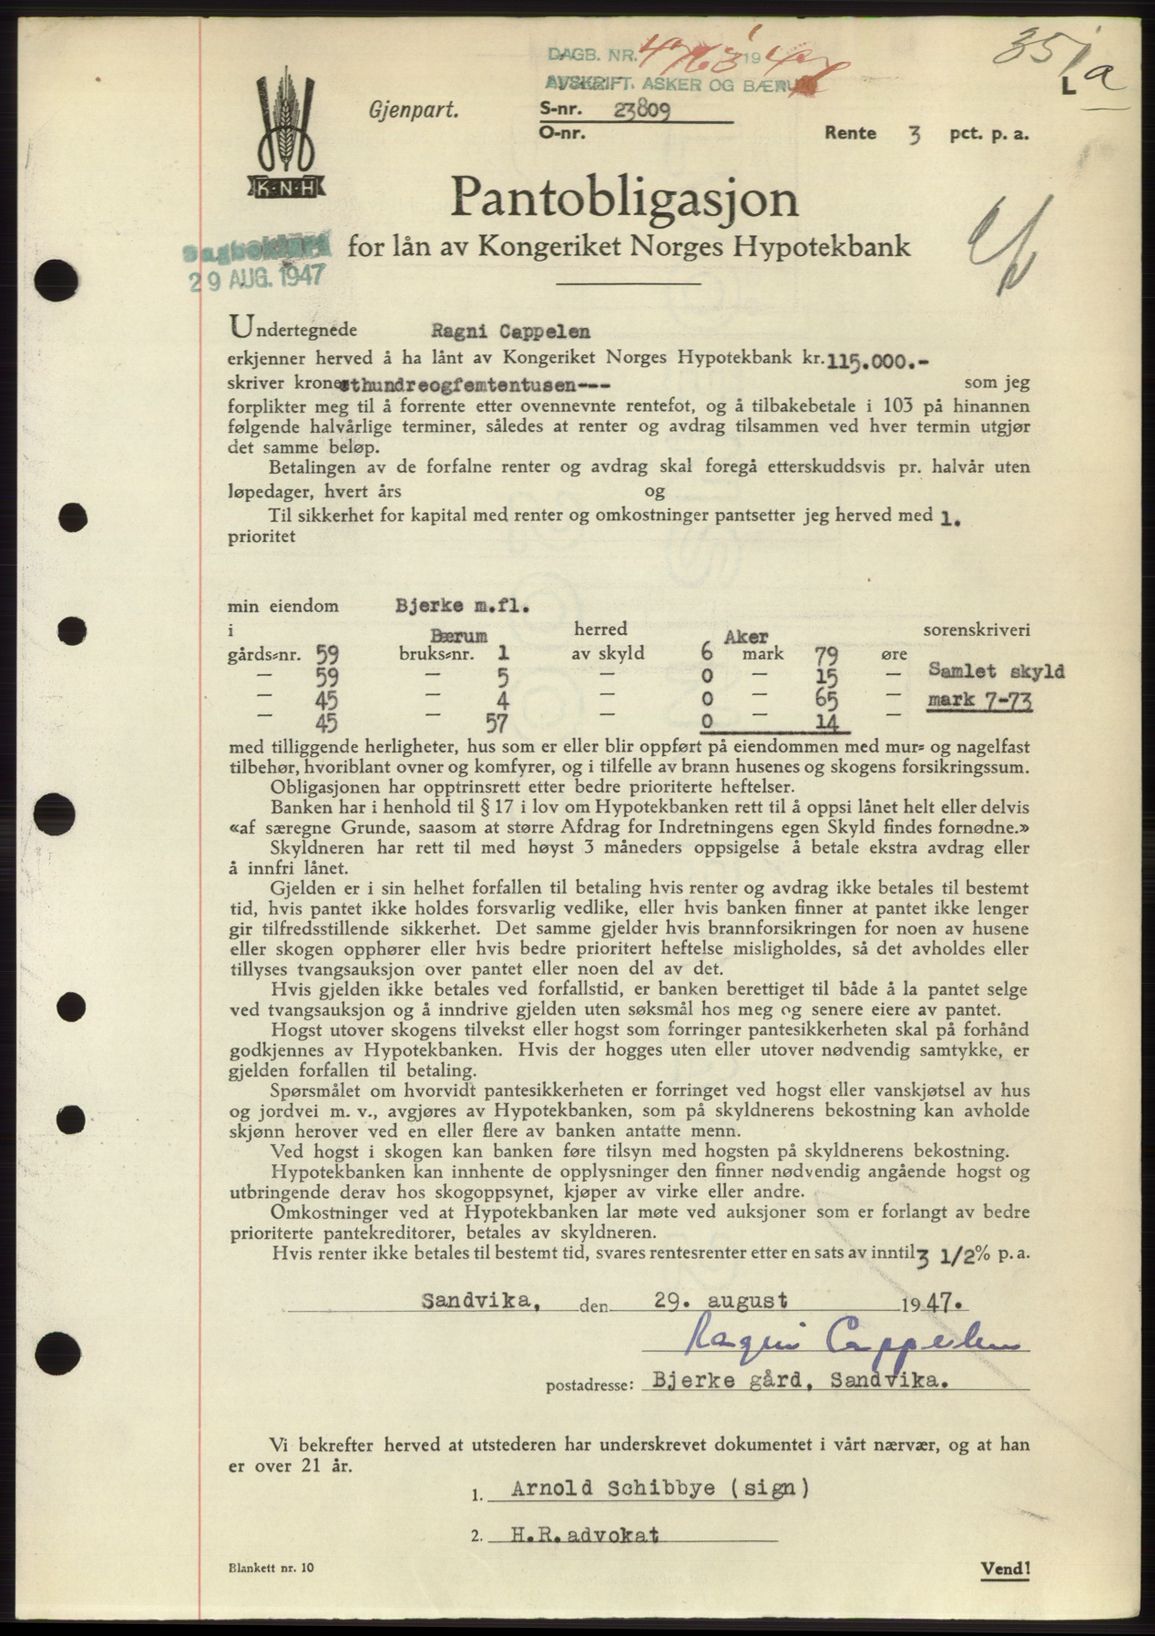 DAGB. NR. 4763 1947
AVSKRIFT. ASKER OG BÆRUM
351 a
L
Gjenpart.
S-nr. 23809
O-nr.
Rente 3 pct. p. a.
K·N·H
Pantobligasjon
for lån av Kongeriket Norges Hypotekbank
Dagbokført
29 AUG. 1947
Undertegnede Ragni Cappelen
erkjenner herved å ha lånt av Kongeriket Norges Hypotekbank kr. 115.000.-
skriver kroner etthundreogfemtentusen--- som jeg
forplikter meg til å forrente etter ovennevnte rentefot, og å tilbakebetale i 103 på hinannen
følgende halvårlige terminer, således at renter og avdrag tilsammen ved hver termin utgjør
det samme beløp.
Betalingen av de forfalne renter og avdrag skal foregå etterskuddsvis pr. halvår uten
løpedager, hvert års og
Til sikkerhet for kapital med renter og omkostninger pantsetter jeg herved med 1.
prioritet
min eiendom Bjerke m.fl.
i Bærum herred Aker sorenskriveri
gårds-nr. 59 bruks-nr. 1 av skyld 6 mark 79 øre
— 59 — 5 — 0 — 15 — Samlet skyld
— 45 — 4 — 0 — 65 — mark 7-73
— 45 — 57 — 0 — 14 —
med tilliggende herligheter, hus som er eller blir oppført på eiendommen med mur- og nagelfast
tilbehør, hvoriblant ovner og komfyrer, og i tilfelle av brann husenes og skogens forsikringssum.
Obligasjonen har opptrinsrett etter bedre prioriterte heftelser.
Banken har i henhold til § 17 i lov om Hypotekbanken rett til å oppsi lånet helt eller delvis
«af særegne Grunde, saasom at større Afdrag for Indretningens egen Skyld findes fornødne.»
Skyldneren har rett til med høyst 3 måneders oppsigelse å betale ekstra avdrag eller
å innfri lånet.
Gjelden er i sin helhet forfallen til betaling hvis renter og avdrag ikke betales til bestemt
tid, hvis pantet ikke holdes forsvarlig vedlike, eller hvis banken finner at pantet ikke lenger
gir tilfredsstillende sikkerhet. Det samme gjelder hvis brannforsikringen for noen av husene
eller skogen opphører eller hvis bedre prioritert heftelse misligholdes, så det avholdes eller
tillyses tvangsauksjon over pantet eller noen del av det.
Hvis gjelden ikke betales ved forfallstid, er banken berettiget til både å la pantet selge
ved tvangsauksjon og å inndrive gjelden uten søksmål hos meg og senere eiere av pantet.
Hogst utover skogens tilvekst eller hogst som forringer pantesikkerheten skal på forhånd
godkjennes av Hypotekbanken. Hvis der hogges uten eller utover nødvendig samtykke, er
gjelden forfallen til betaling.
Spørsmålet om hvorvidt pantesikkerheten er forringet ved hogst eller vanskjøtsel av hus
og jordvei m. v., avgjøres av Hypotekbanken, som på skyldnerens bekostning kan avholde
skjønn herover ved en eller flere av banken antatte menn.
Ved hogst i skogen kan banken føre tilsyn med hogsten på skyldnerens bekostning.
Hypotekbanken kan innhente de opplysninger den finner nødvendig angående hogst og
utbringende derav hos skogoppsynet, kjøper av virke eller andre.
Omkostninger ved at Hypotekbanken lar møte ved auksjoner som er forlangt av bedre
prioriterte pantekreditorer, betales av skyldneren.
Hvis renter ikke betales til bestemt tid, svares rentesrenter etter en sats av inntil 3 1/2 % p. a.
Sandvika, den 29. august 1947.
Ragni Cappelen
postadresse: Bjerke gård, Sandvika.
Vi bekrefter herved at utstederen har underskrevet dokumentet i vårt nærvær, og at han
er over 21 år.
1. Arnold Schibbye (sign)
2. H.R.advokat
Blankett nr. 10
Vend!